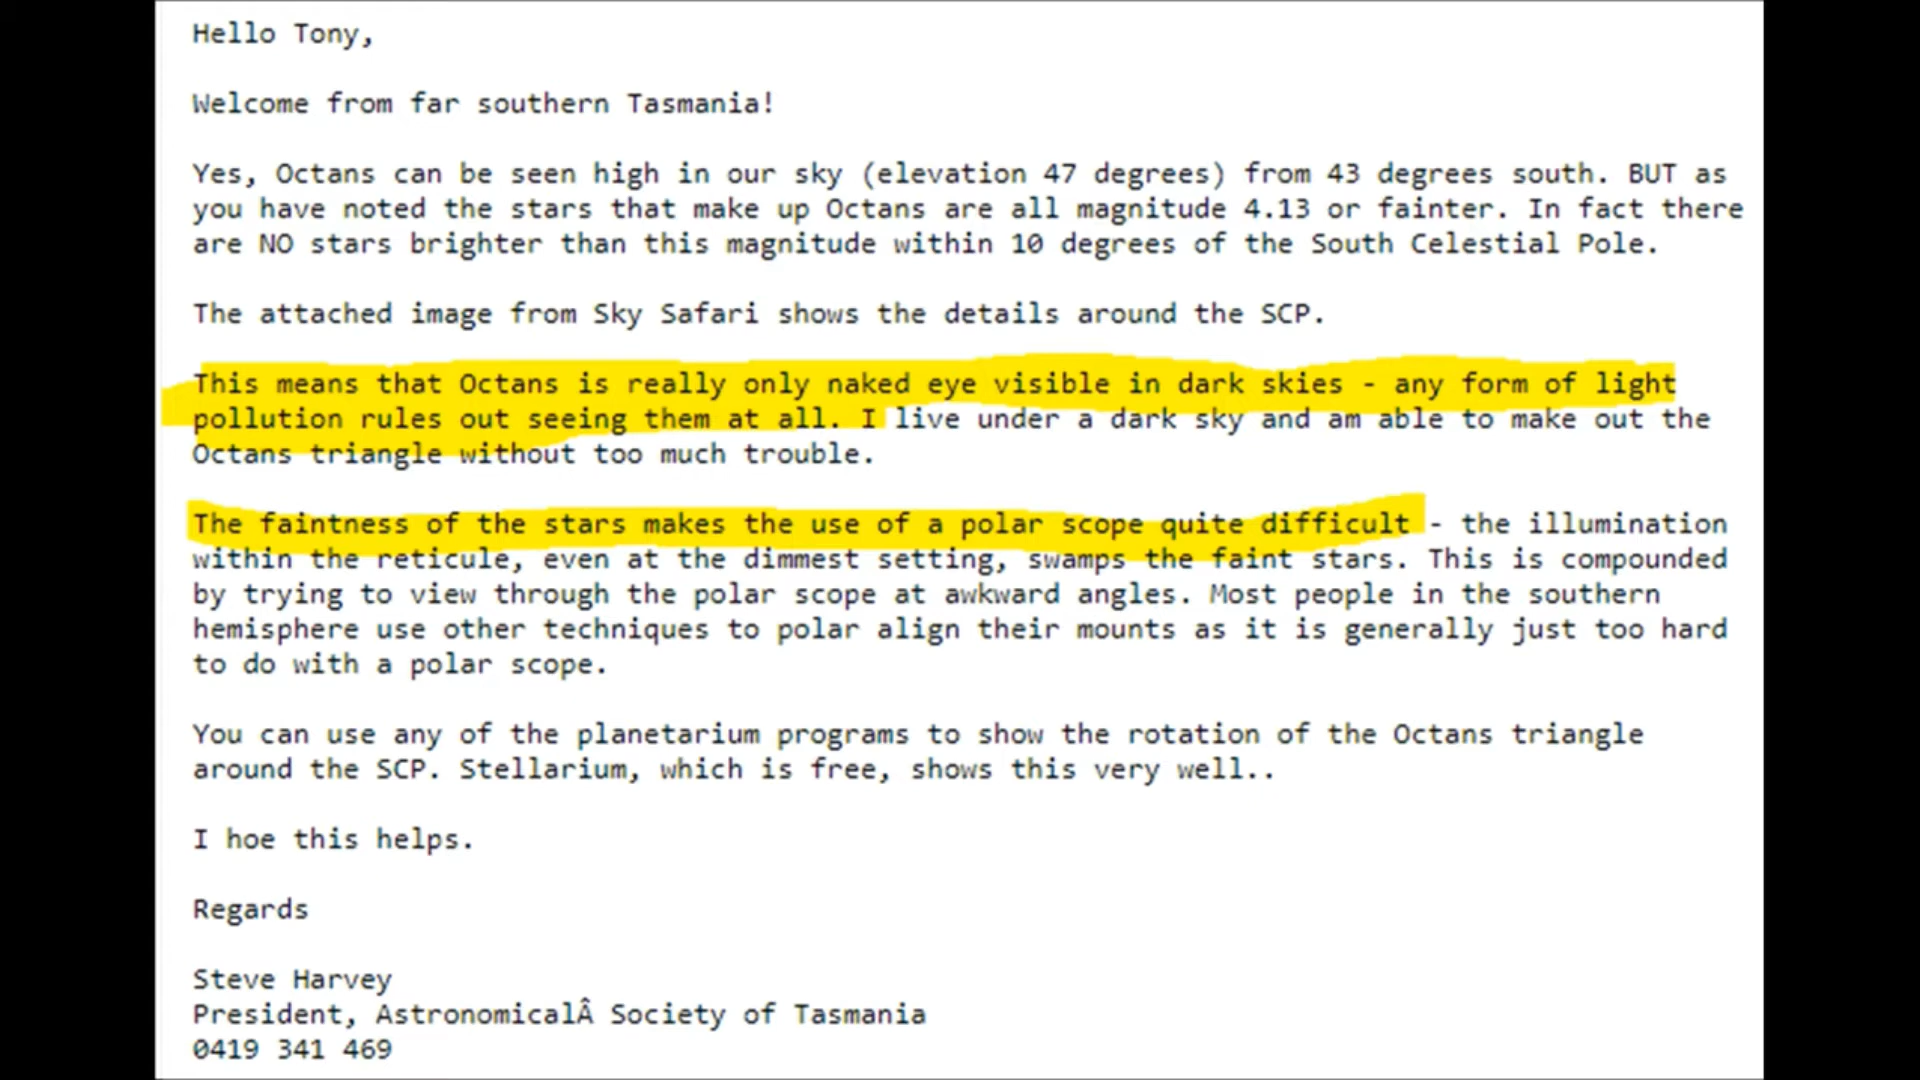 Hello Tony,
Welcome from far southern Tasmania!
Yes, Octans can be seen high in our sky (elevation 47 degrees) from 43 degrees south. BUT as
you have noted the stars that make up Octans are all magnitude 4.13 or fainter. In fact there
are NO stars brighter than this magnitude within 10 degrees of the South Celestial Pole.
The attached image from Sky Safari shows the details around the SCP.
This means that Octans is really only naked eye visible in dark skies - any form of light
pollution rules out seeing them at all. I live under a dark sky and am able to make out the
Octans triangle without too much trouble.
The faintness of the stars makes the use of a polar scope quite difficult - the illumination
within the reticule, even at the dimmest setting, swamps the faint stars. This is compounded
by trying to view through the polar scope at awkward angles. Most people in the southern
hemisphere use other techniques to polar align their mounts as it is generally just too hard
to do with a polar scope.
You can use any of the planetarium programs to show the rotation of the Octans triangle
around the SCP. Stellarium, which is free, shows this very well..
I hoe this helps.
Regards
Steve Harvey
President, AstronomicalÂ Society of Tasmania
0419 341 469